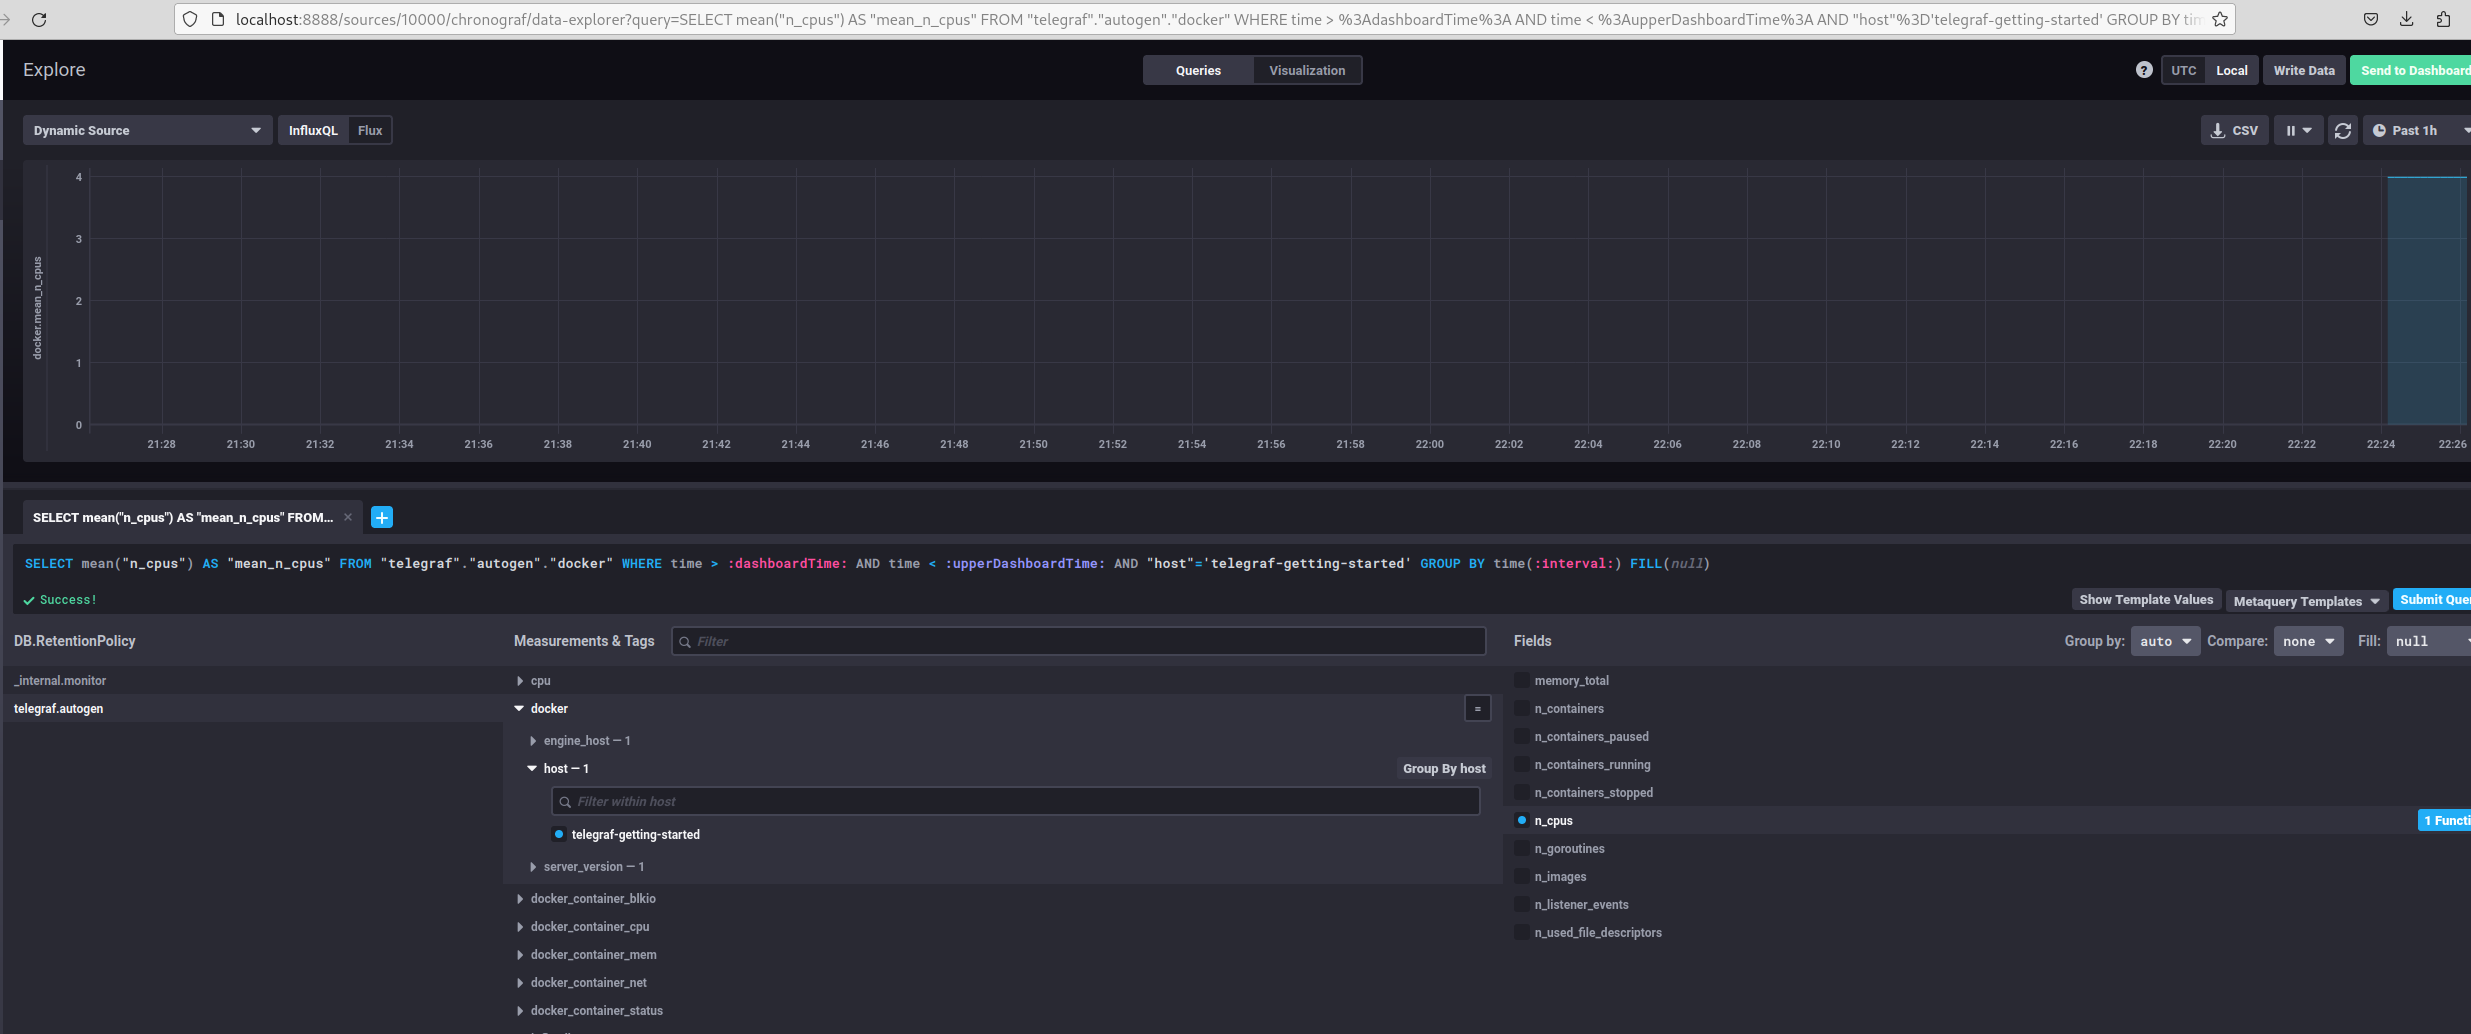 localhost:8888/sources/10000/chronograf/data-explorer?query=SELECT mean("n_cpus") AS "mean_n_cpus" FROM "telegraf"."autogen"."docker" WHERE time > %3AdashboardTime%3A AND time < %3AupperDashboardTime%3A AND "host"%3D'telegraf-getting-started' GROUP BY tim
Explore
Queries
Visualization
?
UTC
Local
Write Data
Send to Dashboard
Dynamic Source
InfluxQL
Flux
CSV
Past 1h
docker.mean_n_cpus
4
3
2
1
0
21:28 21:30 21:32 21:34 21:36 21:38 21:40 21:42 21:44 21:46 21:48 21:50 21:52 21:54 21:56 21:58 22:00 22:02 22:04 22:06 22:08 22:10 22:12 22:14 22:16 22:18 22:20 22:22 22:24 22:26
SELECT mean("n_cpus") AS "mean_n_cpus" FROM...
SELECT mean("n_cpus") AS "mean_n_cpus" FROM "telegraf"."autogen"."docker" WHERE time > :dashboardTime: AND time < :upperDashboardTime: AND "host"='telegraf-getting-started' GROUP BY time(:interval:) FILL(null)
Success!
Show Template Values
Metaquery Templates
Submit Que
DB.RetentionPolicy
_internal.monitor
telegraf.autogen
Measurements & Tags
Filter
cpu
docker
=
engine_host — 1
host — 1
Group By host
Filter within host
telegraf-getting-started
server_version — 1
docker_container_blkio
docker_container_cpu
docker_container_mem
docker_container_net
docker_container_status
Fields
Group by: auto
Compare: none
Fill: null
memory_total
n_containers
n_containers_paused
n_containers_running
n_containers_stopped
n_cpus
1 Functi
n_goroutines
n_images
n_listener_events
n_used_file_descriptors